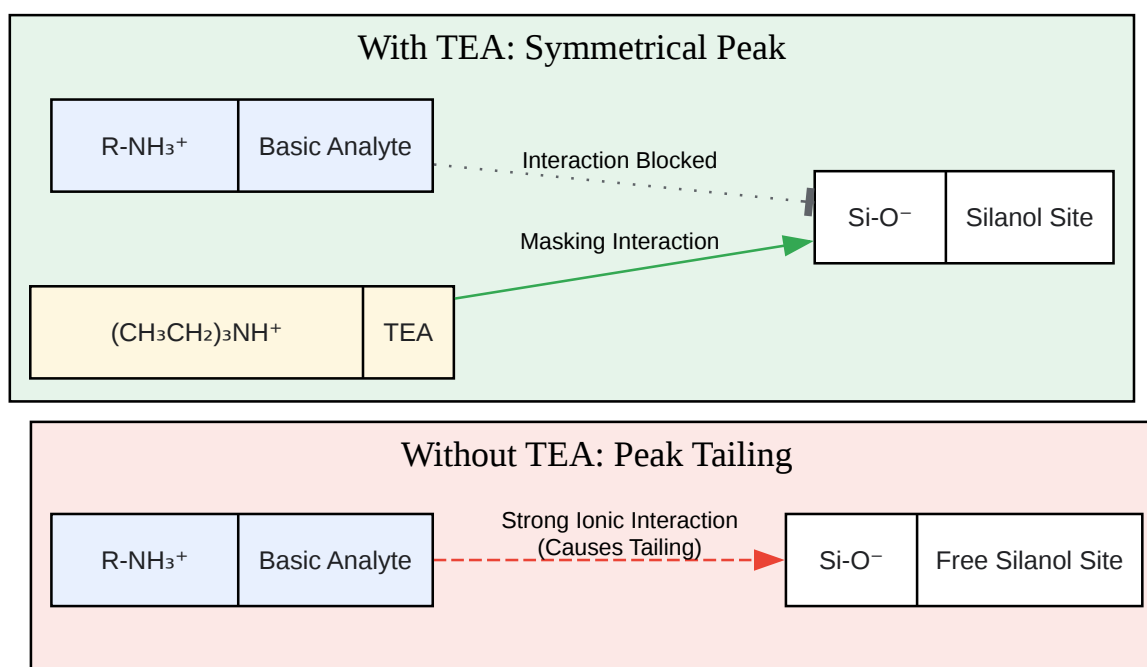 With TEA: Symmetrical Peak
R-NH₃⁺ Basic Analyte
Interaction Blocked
Si-O⁻ Silanol Site
Masking Interaction
(CH₃CH₂)₃NH⁺ TEA
Without TEA: Peak Tailing
R-NH₃⁺ Basic Analyte
Strong Ionic Interaction
(Causes Tailing)
Si-O⁻ Free Silanol Site